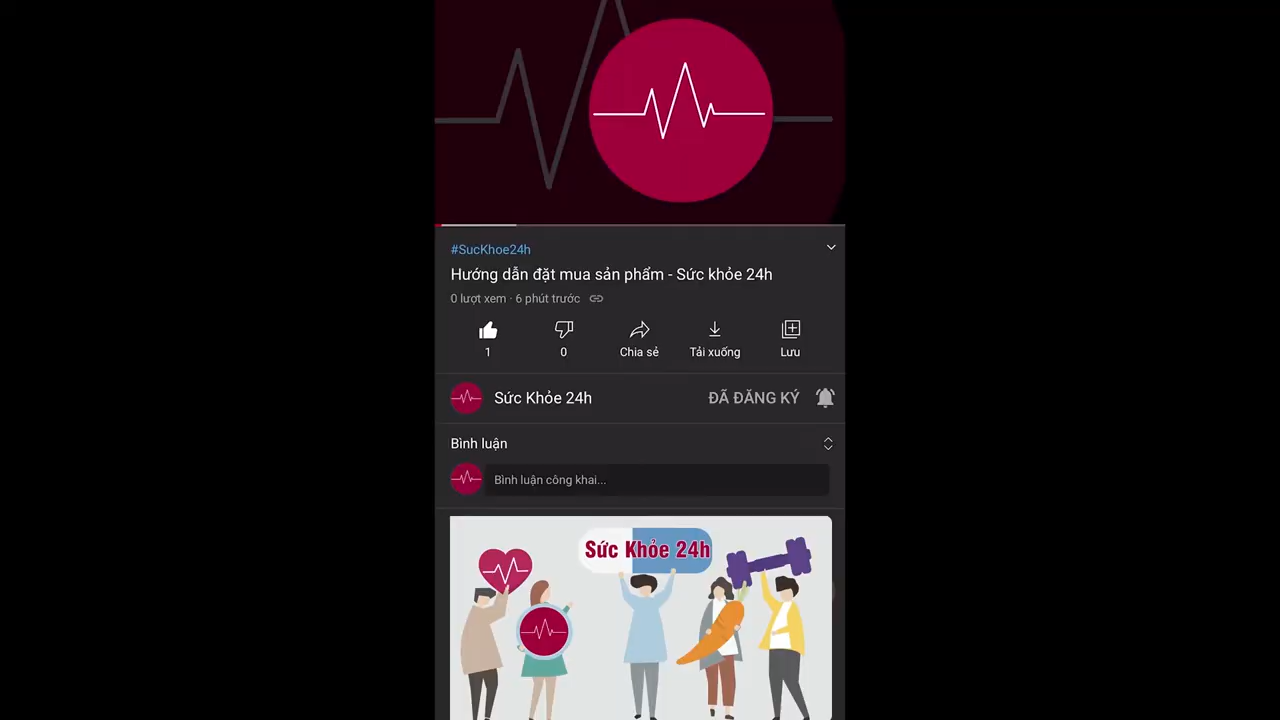 #SucKhoe24h
Hướng dẫn đặt mua sản phẩm - Sức khỏe 24h
0 lượt xem · 6 phút trước
1
0
Chia sẻ
Tải xuống
Lưu
Sức Khỏe 24h
ĐÃ ĐĂNG KÝ
Bình luận
Bình luận công khai...
Sức Khỏe 24h